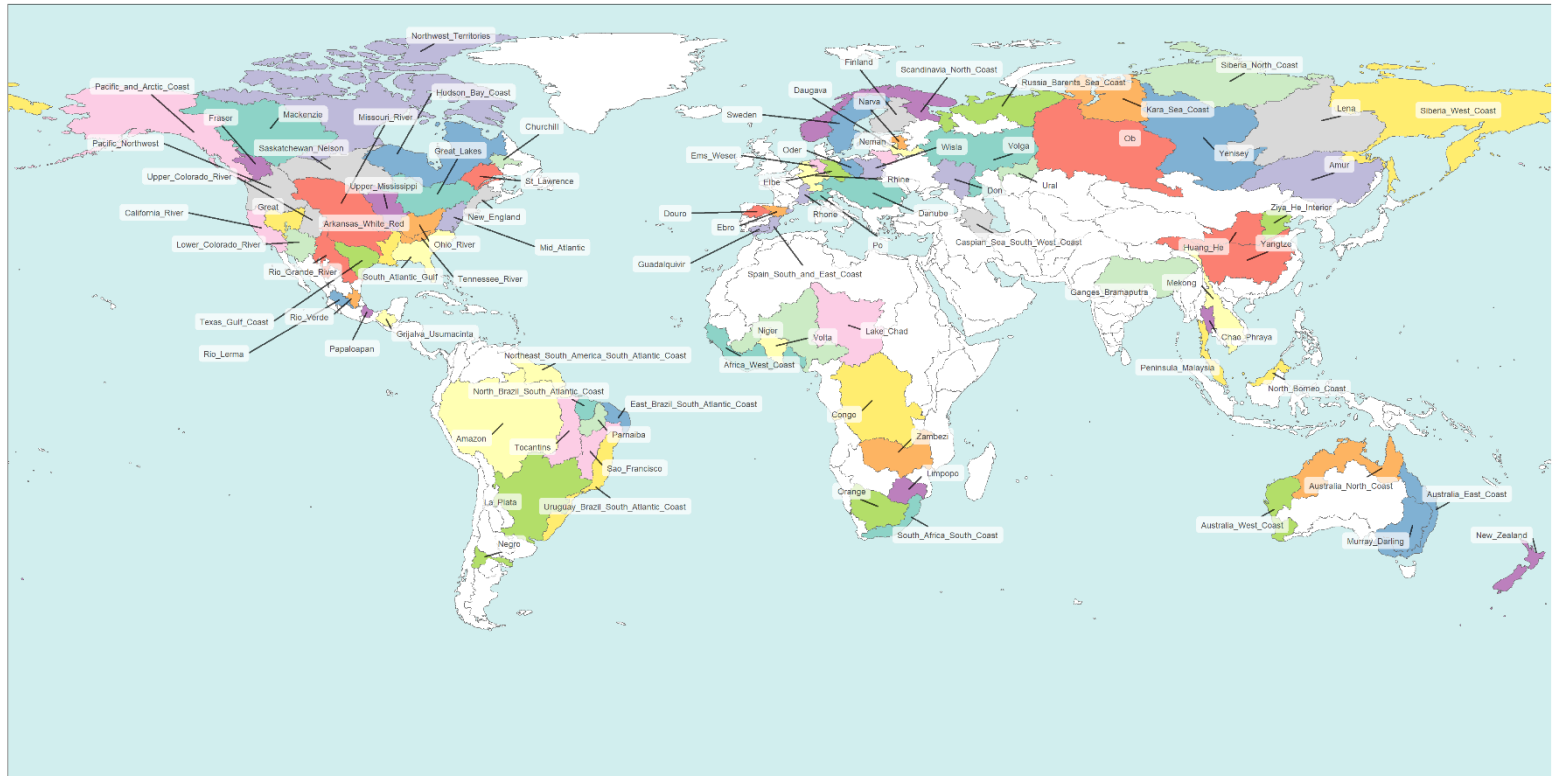 Northwest_Territories
Finland
Scandinavia_North_Coast
Siberia_North_Coast
Pacific_and_Arctic_Coast
Hudson_Bay_Coast
Daugava
Russia_Barents_Sea_Coast
Fraser
Mackenzie
Missouri_River
Narva
Kara_Sea_Coast
Lena
Siberia_West_Coast
Sweden
Churchill
Pacific_Northwest
Saskatchewan_Nelson
Great_Lakes
Neman
Ob
Ems_Weser
Oder
Wisla
Volga
Yenisey
Amur
Upper_Colorado_River
Upper_Mississippi
St_Lawrence
Elbe
Rhine
Don
Ural
Great
California_River
Arkansas_White_Red
New_England
Douro
Rhone
Danube
Ziya_He_Interior
Lower_Colorado_River
Ohio_River
Mid_Atlantic
Ebro
Po
Caspian_Sea_South_West_Coast
Huang_He
Yangtze
Guadalquivir
Rio_Grande_River
South_Atlantic_Gulf
Tennessee_River
Spain_South_and_East_Coast
Mekong
Ganges_Bramaputra
Texas_Gulf_Coast
Rio_Verde
Grijalva_Usumacinta
Niger
Volta
Lake_Chad
Chao_Phraya
Rio_Lerma
Papaloapan
Northeast_South_America_South_Atlantic_Coast
Africa_West_Coast
Peninsula_Malaysia
North_Borneo_Coast
North_Brazil_South_Atlantic_Coast
East_Brazil_South_Atlantic_Coast
Congo
Amazon
Tocantins
Parnaiba
Zambezi
Sao_Francisco
Limpopo
La_Plata
Uruguay_Brazil_South_Atlantic_Coast
Orange
Australia_North_Coast
Australia_East_Coast
South_Africa_South_Coast
Australia_West_Coast
Murray_Darling
New_Zealand
Negro